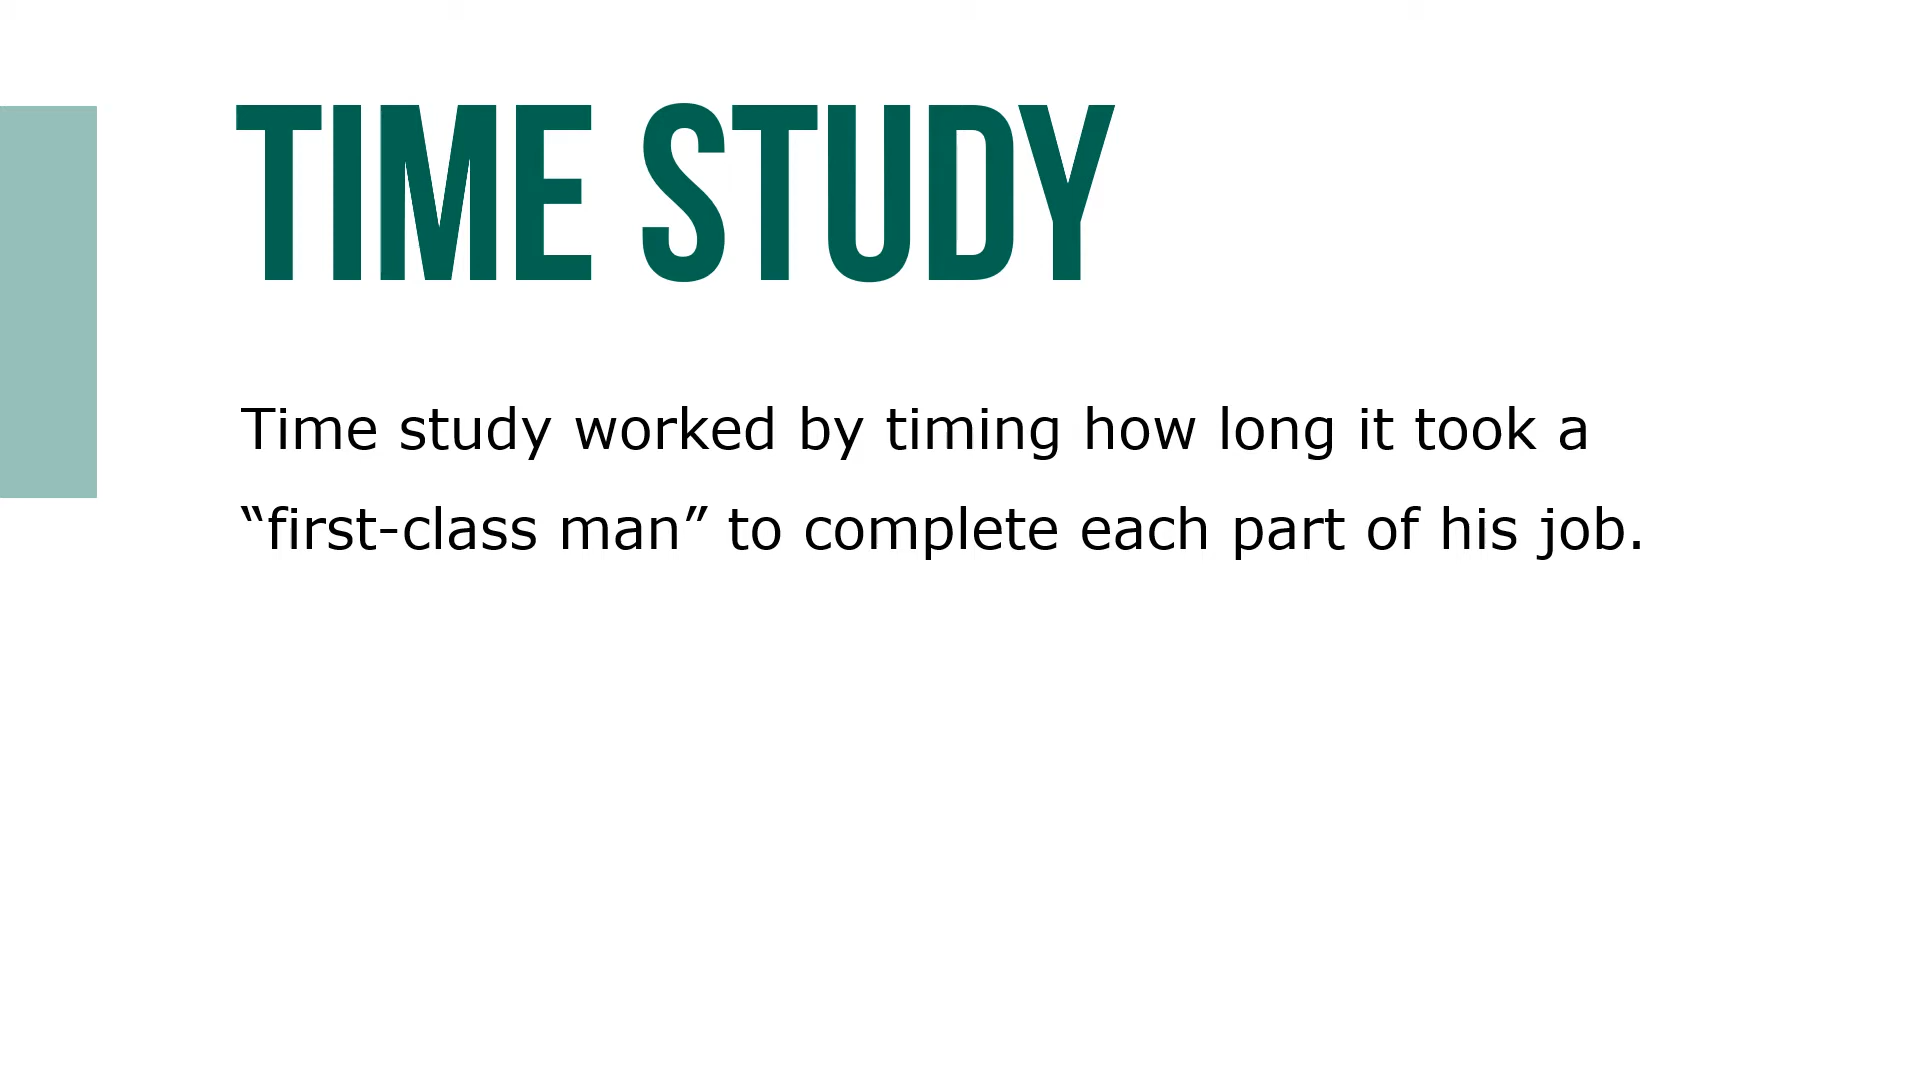 TIME STUDY
Time study worked by timing how long it took a
“first-class man” to complete each part of his job.